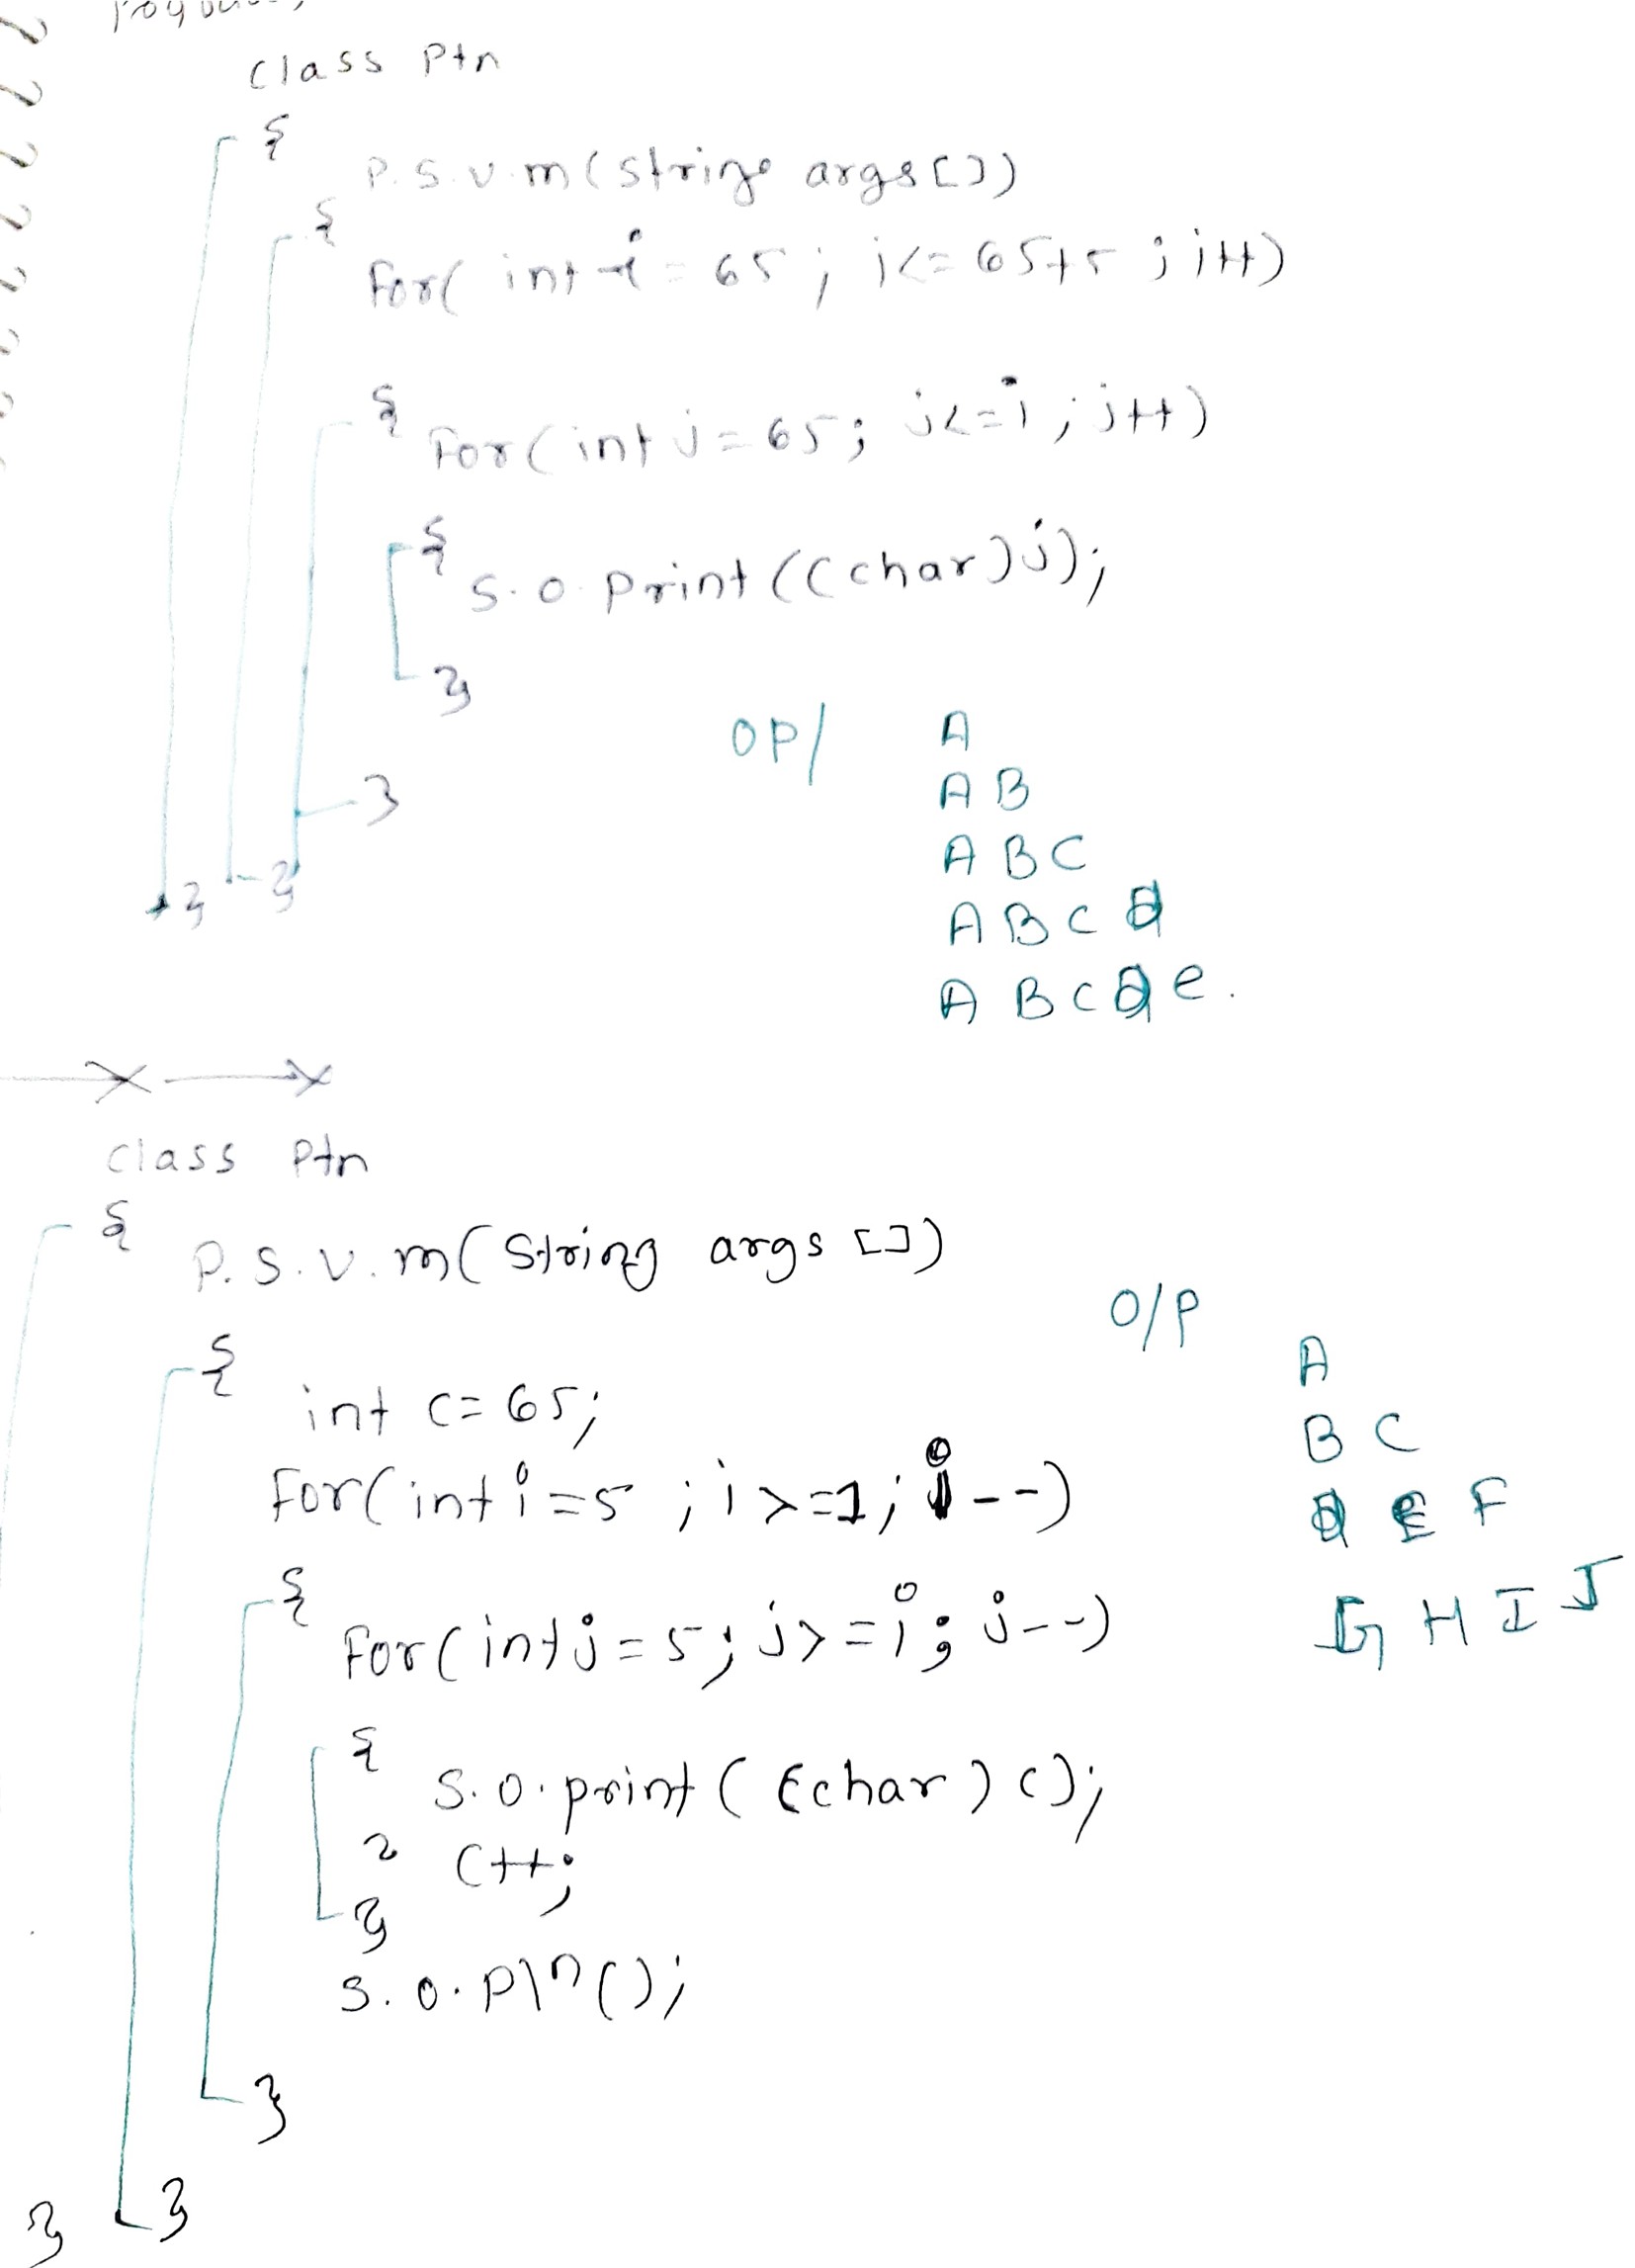 class Ptn
{
P.S.V.m(string args[])
{
For( int i = 65 ; i<= 65+5 ; i++)
{
For(int j=65; j<=i ; j++)
{
S.O.Print((char)j);
}
OP/ A
}
A B
A B C
} }
A B C D
A B C D e.
class Ptn
{
P.S.V.m(String args [])
O/P
{
A
int c=65;
B C
For(int i=5 ; i>=1; i--)
D E F
{
For(int j=5; j>=i; j--)
G H I J
{
S.O.print((char)c);
C++;
}
S.O.Pln();
}
}
}